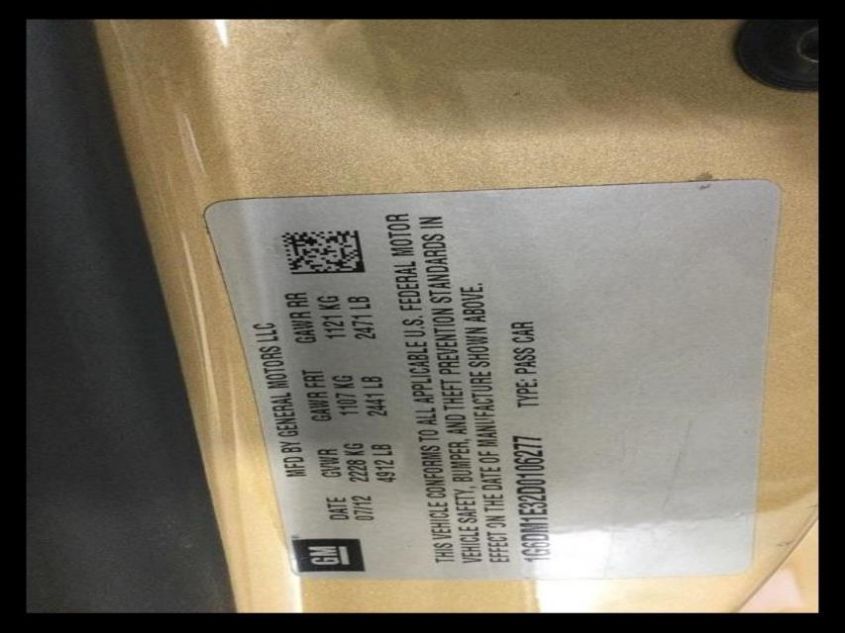 MFD BY GENERAL MOTORS LLC
DATE GVWR GAWR FRT GAWR RR
07/12 2228 KG 1107 KG 1121 KG
4912 LB 2441 LB 2471 LB
THIS VEHICLE CONFORMS TO ALL APPLICABLE U.S. FEDERAL MOTOR
VEHICLE SAFETY, BUMPER, AND THEFT PREVENTION STANDARDS IN
EFFECT ON THE DATE OF MANUFACTURE SHOWN ABOVE.
1G6DM1E32D0106277 TYPE: PASS CAR
GM